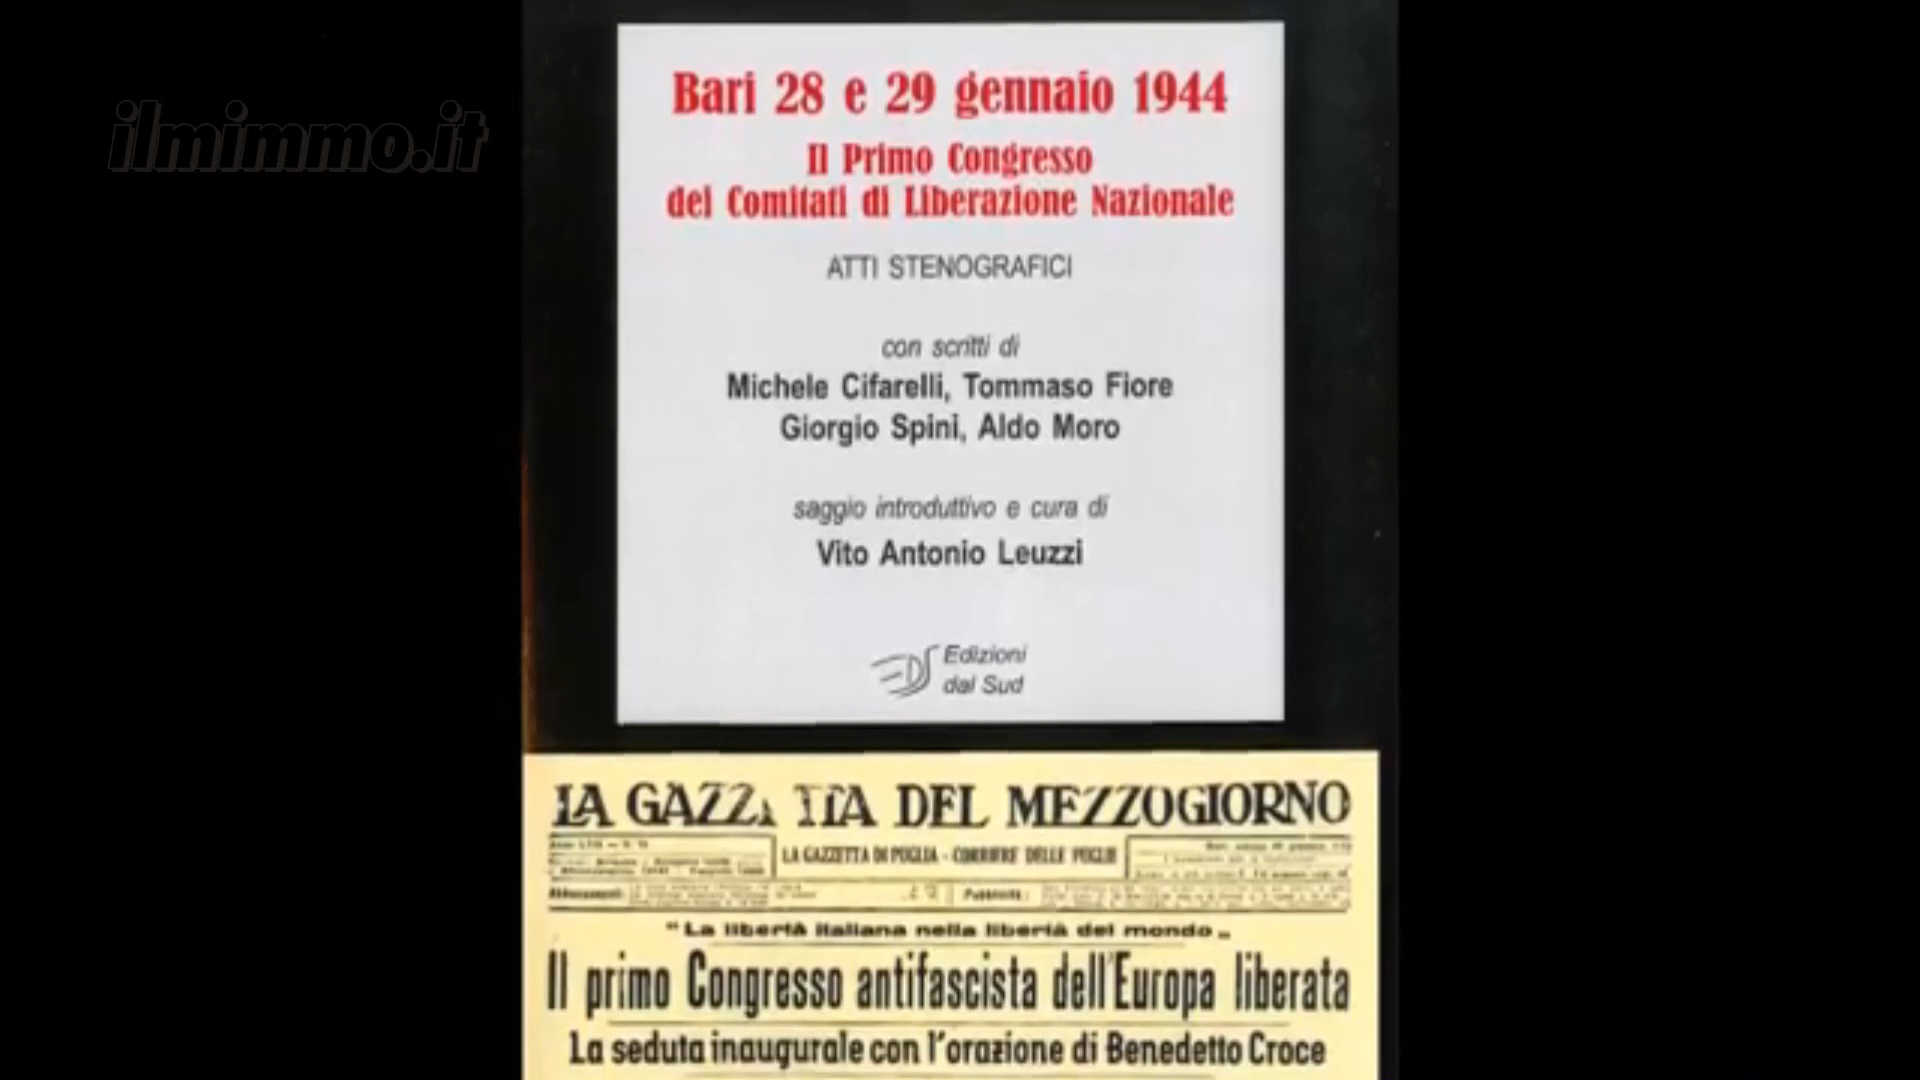 ilmimmo.it
Bari 28 e 29 gennaio 1944
Il Primo Congresso
dei Comitati di Liberazione Nazionale
ATTI STENOGRAFICI
con scritti di
Michele Cifarelli, Tommaso Fiore
Giorgio Spini, Aldo Moro
saggio introduttivo e cura di
Vito Antonio Leuzzi
EDS Edizioni
dal Sud
LA GAZZETTA DEL MEZZOGIORNO
LA GAZZETTA DI PUGLIA - CORRIERE DELLE PUGLIE
Abbonamenti:
Pubblicità:
"La libertà italiana nella libertà del mondo„
Il primo Congresso antifascista dell'Europa liberata
La seduta inaugurale con l'orazione di Benedetto Croce